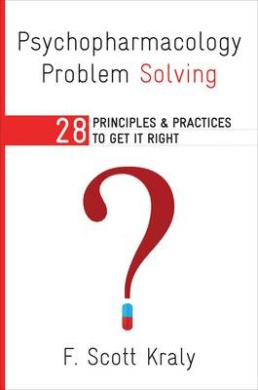 Psychopharmacology
Problem Solving
28 PRINCIPLES & PRACTICES
TO GET IT RIGHT
?
F. Scott Kraly